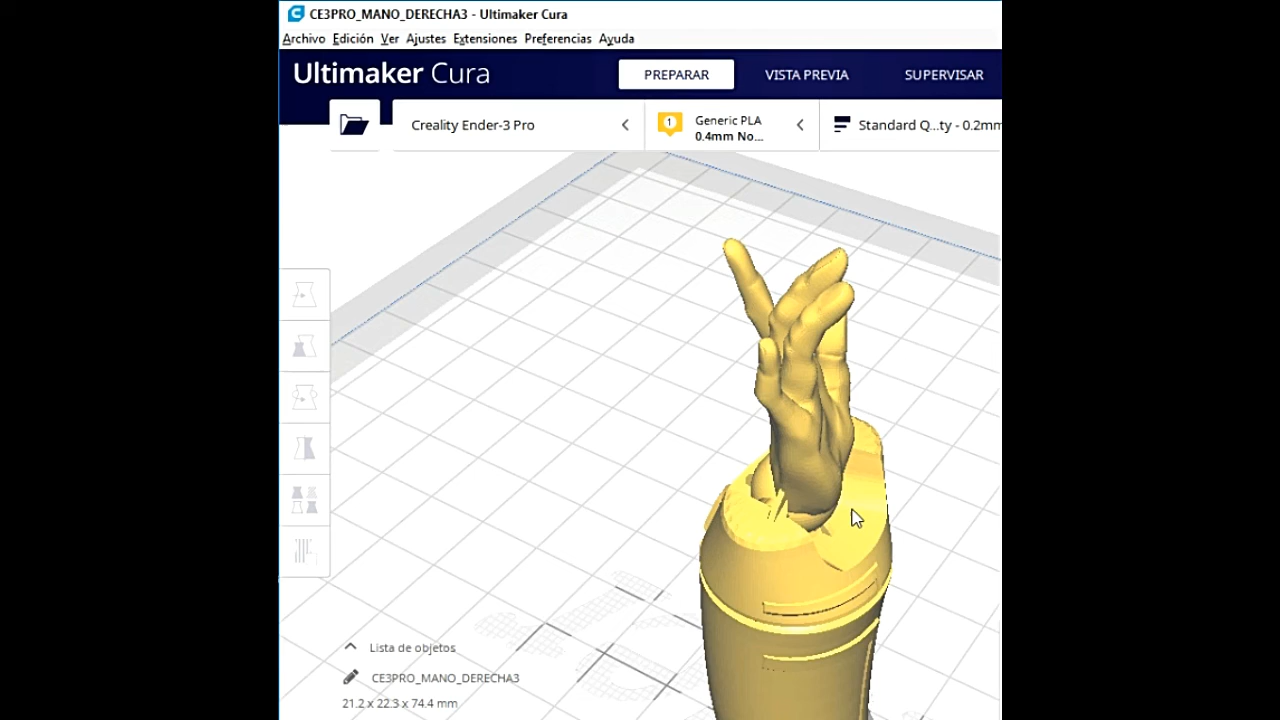 CE3PRO_MANO_DERECHA3 - Ultimaker Cura
Archivo Edición Ver Ajustes Extensiones Preferencias Ayuda
Ultimaker Cura PREPARAR VISTA PREVIA SUPERVISAR
Creality Ender-3 Pro
1
Generic PLA
0.4mm No...
Standard Q...ty - 0.2mm
Lista de objetos
CE3PRO_MANO_DERECHA3
21.2 x 22.3 x 74.4 mm